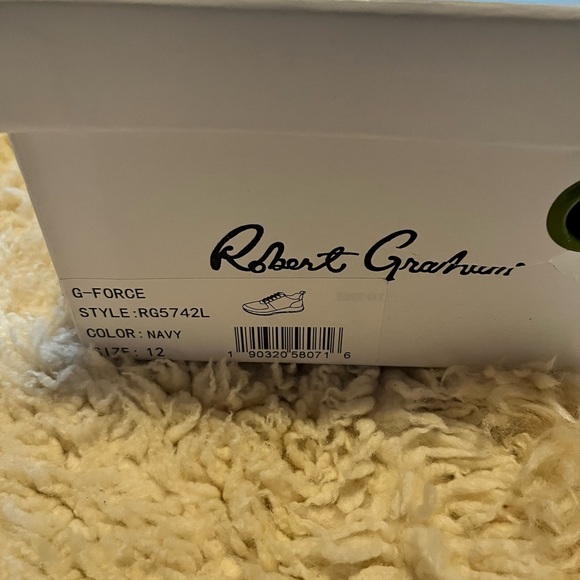 Robert Graham
G-FORCE
STYLE:RG5742L
COLOR: NAVY
SIZE: 12
1 90320 58071 6